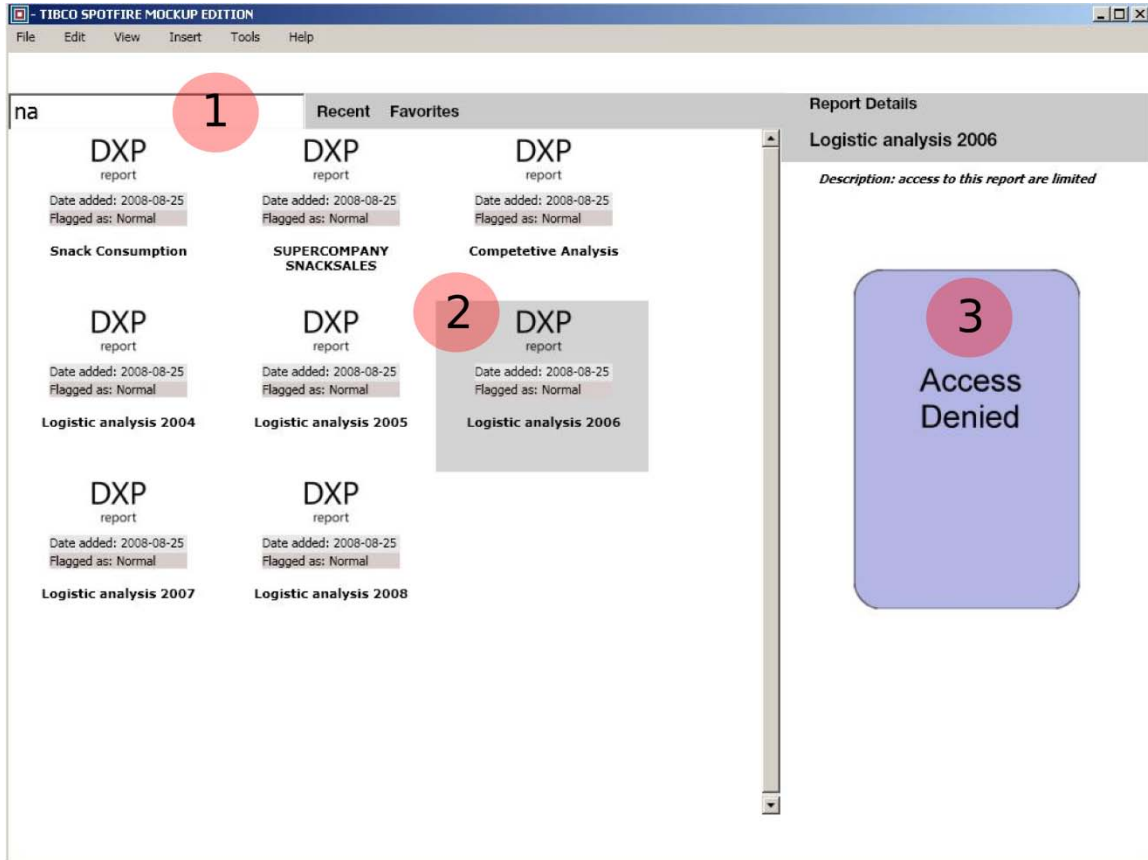 - TIBCO SPOTFIRE MOCKUP EDITION
File Edit View Insert Tools Help
na 1 Recent Favorites
Report Details
Logistic analysis 2006
Description: access to this report are limited
DXP DXP DXP
report report report
Date added: 2008-08-25 Date added: 2008-08-25 Date added: 2008-08-25
Flagged as: Normal Flagged as: Normal Flagged as: Normal
Snack Consumption SUPERCOMPANY Competetive Analysis
SNACKSALES
2 3
DXP DXP DXP
report report report
Date added: 2008-08-25 Date added: 2008-08-25 Date added: 2008-08-25
Flagged as: Normal Flagged as: Normal Flagged as: Normal
Logistic analysis 2004 Logistic analysis 2005 Logistic analysis 2006
Access
Denied
DXP DXP
report report
Date added: 2008-08-25 Date added: 2008-08-25
Flagged as: Normal Flagged as: Normal
Logistic analysis 2007 Logistic analysis 2008